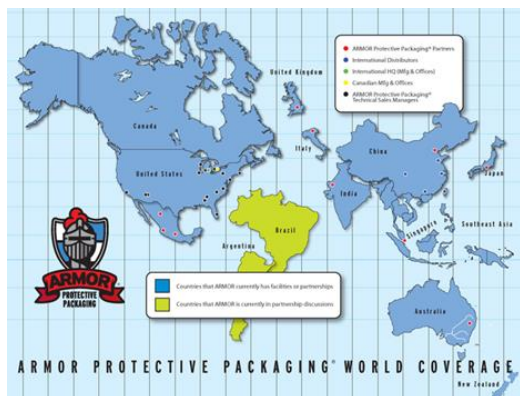 ARMOR Protective Packaging® Partners
International Distributors
International HQ (Mfg & Offices)
Canadian Mfg & Offices
ARMOR Protective Packaging®
Technical Sales Managers
United Kingdom
Canada
Italy
China
United States
Japan
India
Singapore
Southeast Asia
Brazil
Argentina
ARMOR
PROTECTIVE
PACKAGING
Countries that ARMOR currently has facilities or partnerships
Countries that ARMOR is currently in partnership discussions
Australia
ARMOR PROTECTIVE PACKAGING® WORLD COVERAGE
New Zealand